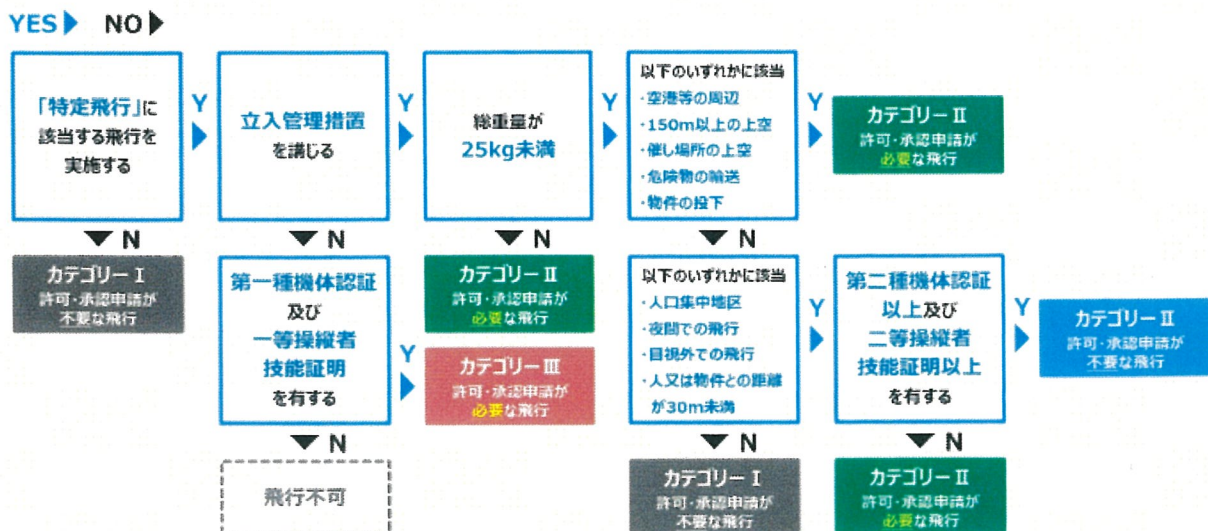 YES NO
「特定飛行」に
該当する飛行を
実施する
Y
立入管理措置
を講じる
Y
総重量が
25kg未満
Y
以下のいずれかに該当
・空港等の周辺
・150m以上の上空
・催し場所の上空
・危険物の輸送
・物件の投下
Y
カテゴリーⅡ
許可・承認申請が
必要な飛行
N
N
N
N
カテゴリーⅠ
許可・承認申請が
不要な飛行
第一種機体認証
及び
一等操縦者
技能証明
を有する
Y
カテゴリーⅡ
許可・承認申請が
必要な飛行
カテゴリーⅢ
許可・承認申請が
必要な飛行
以下のいずれかに該当
・人口集中地区
・夜間での飛行
・目視外での飛行
・人又は物件との距離
が30m未満
Y
第二種機体認証
以上及び
二等操縦者
技能証明以上
を有する
Y
カテゴリーⅡ
許可・承認申請が
不要な飛行
N
N
N
飛行不可
カテゴリーⅠ
許可・承認申請が
不要な飛行
カテゴリーⅡ
許可・承認申請が
必要な飛行